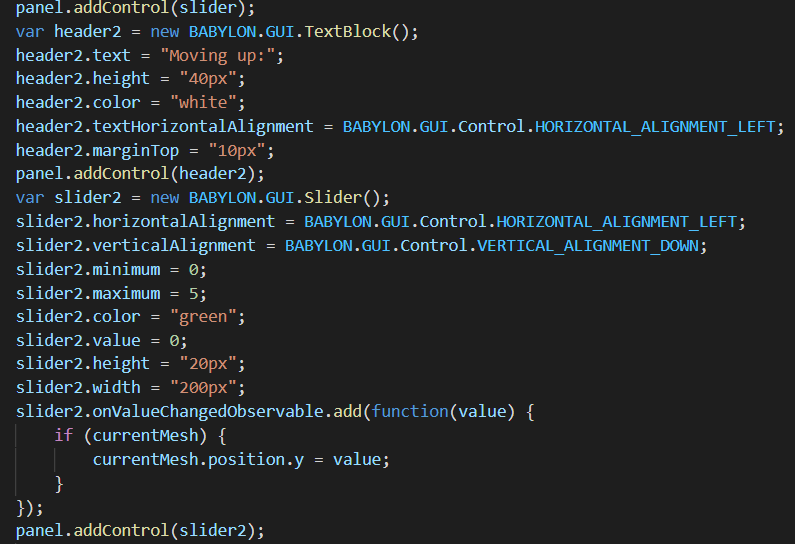 panel.addControl(slider);
var header2 = new BABYLON.GUI.TextBlock();
header2.text = "Moving up:";
header2.height = "40px";
header2.color = "white";
header2.textHorizontalAlignment = BABYLON.GUI.Control.HORIZONTAL_ALIGNMENT_LEFT;
header2.marginTop = "10px";
panel.addControl(header2);
var slider2 = new BABYLON.GUI.Slider();
slider2.horizontalAlignment = BABYLON.GUI.Control.HORIZONTAL_ALIGNMENT_LEFT;
slider2.verticalAlignment = BABYLON.GUI.Control.VERTICAL_ALIGNMENT_DOWN;
slider2.minimum = 0;
slider2.maximum = 5;
slider2.color = "green";
slider2.value = 0;
slider2.height = "20px";
slider2.width = "200px";
slider2.onValueChangedObservable.add(function(value) {
    if (currentMesh) {
        currentMesh.position.y = value;
    }
});
panel.addControl(slider2);